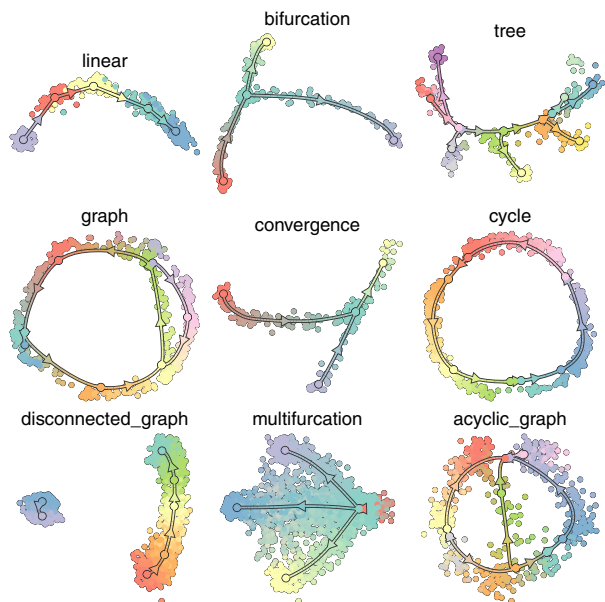 linear
bifurcation
tree
graph
convergence
cycle
disconnected_graph
multifurcation
acyclic_graph